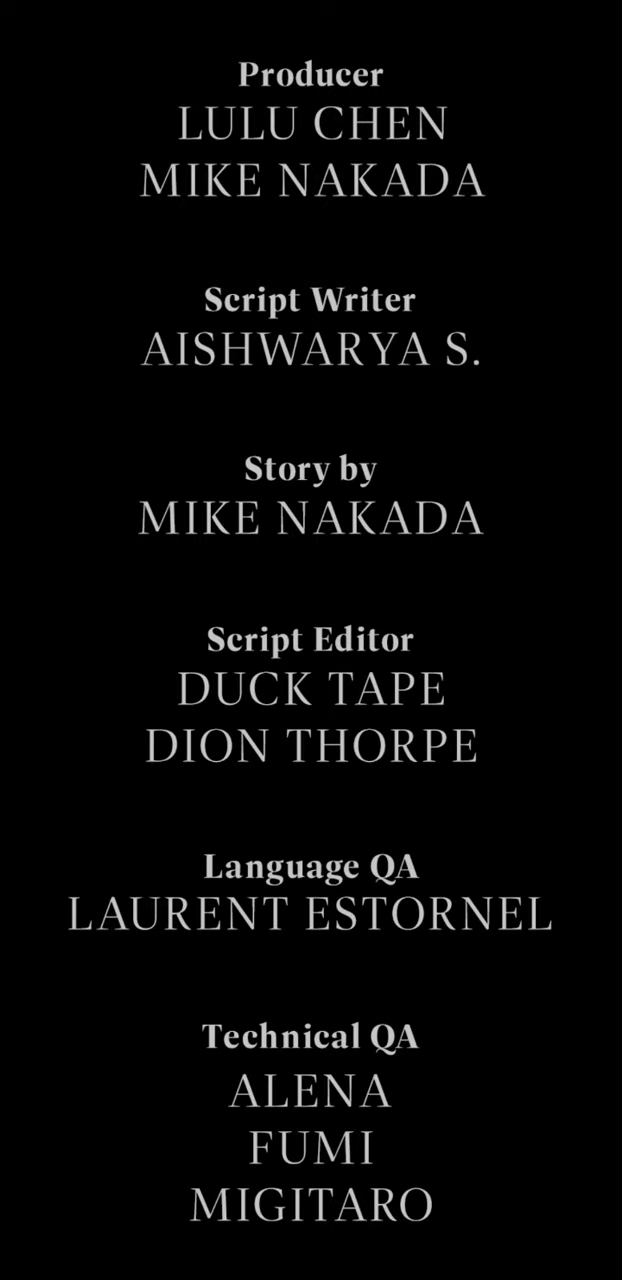 Producer
LULU CHEN
MIKE NAKADA
Script Writer
AISHWARYA S.
Story by
MIKE NAKADA
Script Editor
DUCK TAPE
DION THORPE
Language QA
LAURENT ESTORNEL
Technical QA
ALENA
FUMI
MIGITARO